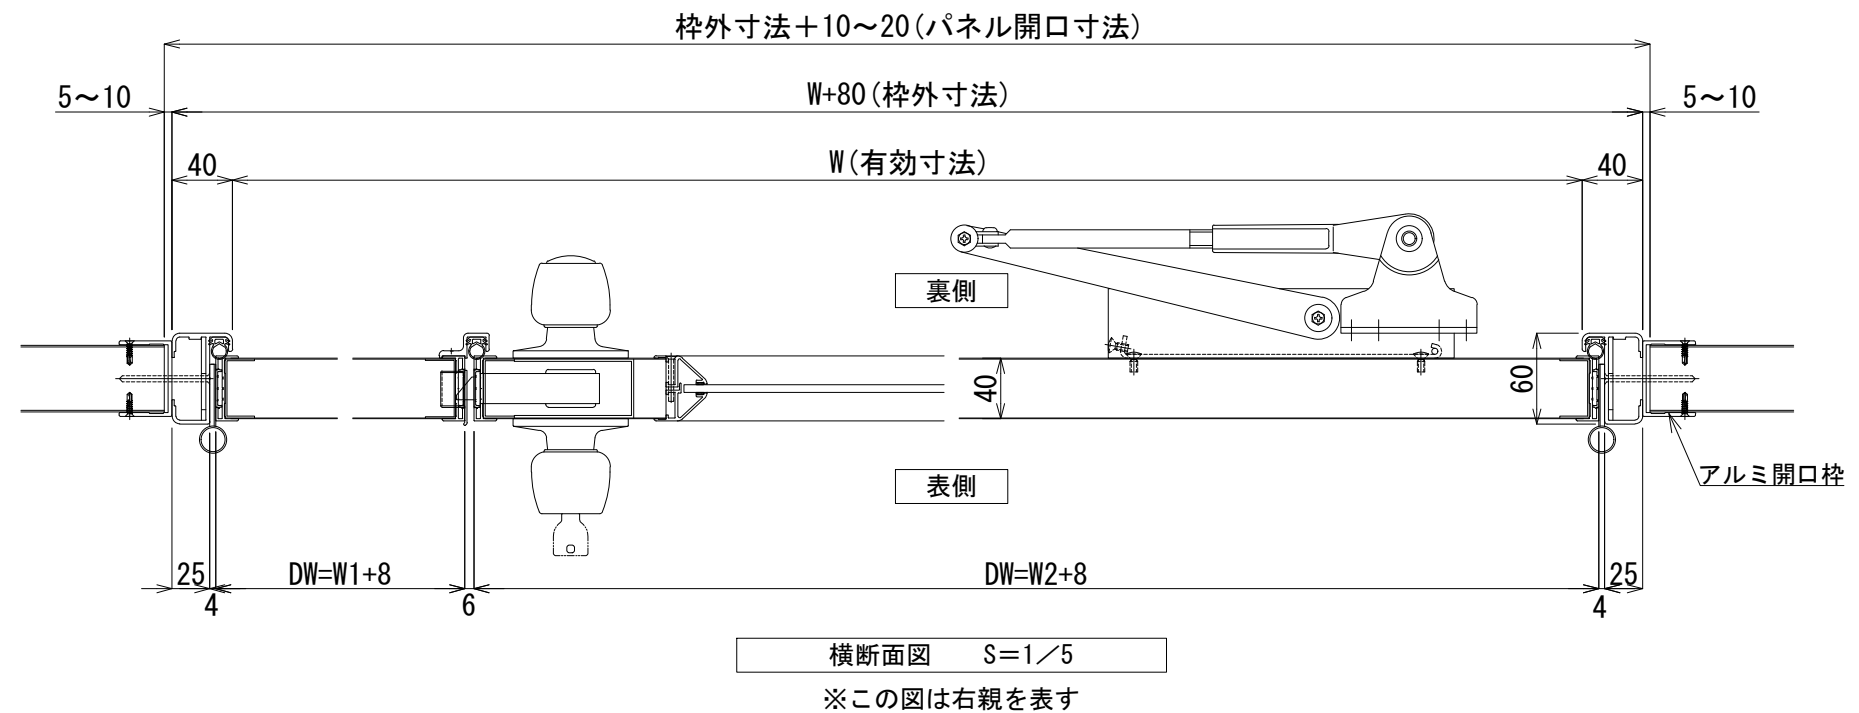 枠外寸法＋10～20(パネル開口寸法)
5～10
W+80(枠外寸法)
5～10
40
W(有効寸法)
40
裏側
40
60
表側
アルミ開口枠
25
DW=W1+8
DW=W2+8
25
4
6
4
横断面図 S＝1／5
※この図は右親を表す